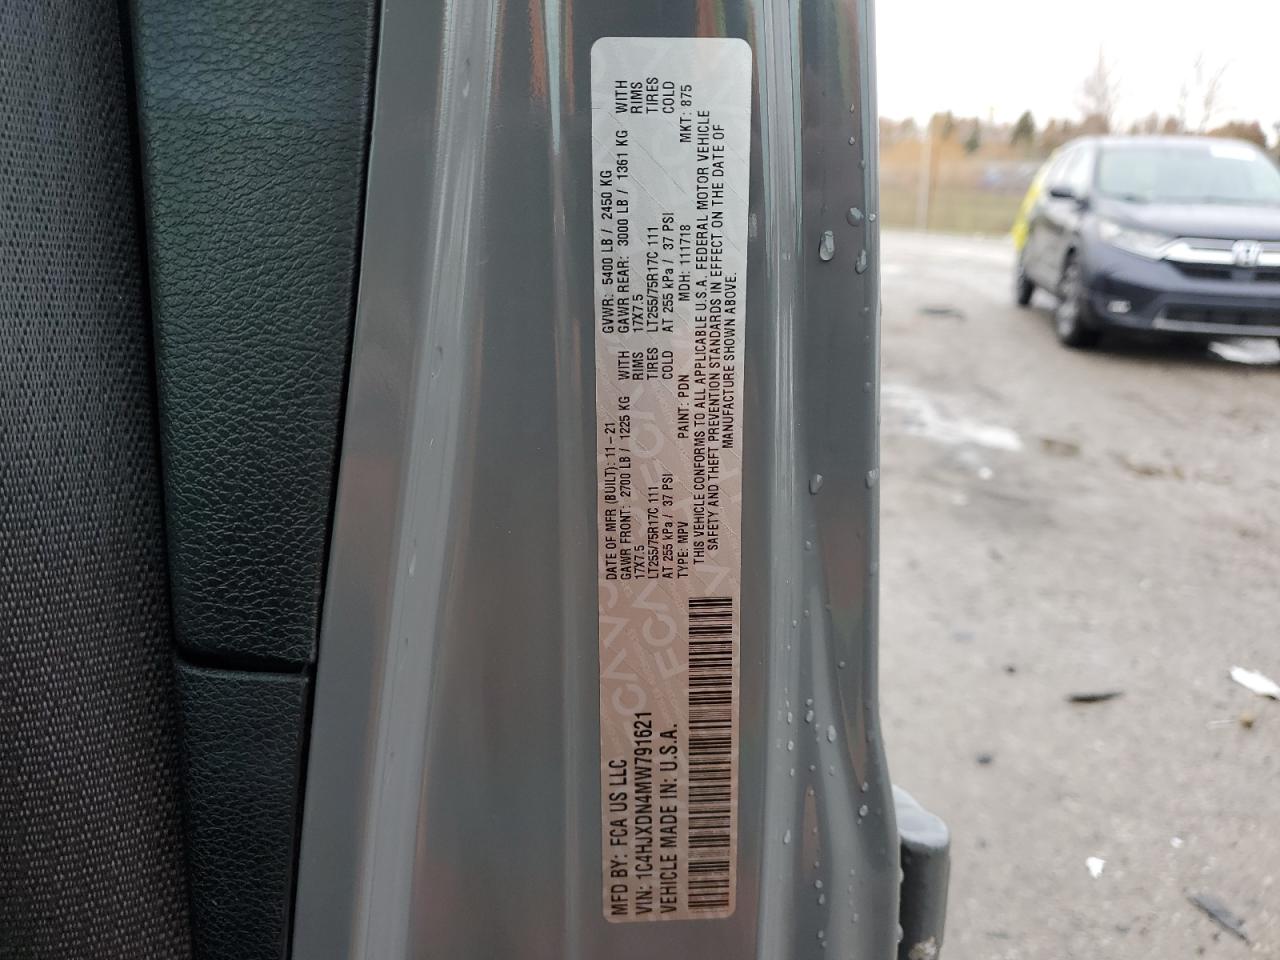 MFD BY: FCA US LLC
VIN: 1C4HJXDN4MW791621
VEHICLE MADE IN: U.S.A.
DATE OF MFR (BUILT): 11-21 GVWR: 5400 LB / 2450 KG
GAWR FRONT: 2700 LB / 1225 KG WITH GAWR REAR: 3000 LB / 1361 KG WITH
17X7.5 RIMS 17X7.5 RIMS
LT255/75R17C 111 TIRES LT255/75R17C 111 TIRES
AT 255 kPa / 37 PSI COLD AT 255 kPa / 37 PSI COLD
TYPE: MPV PAINT: PDN MDH: 111718 MKT: 875
THIS VEHICLE CONFORMS TO ALL APPLICABLE U.S.A. FEDERAL MOTOR VEHICLE
SAFETY AND THEFT PREVENTION STANDARDS IN EFFECT ON THE DATE OF
MANUFACTURE SHOWN ABOVE.